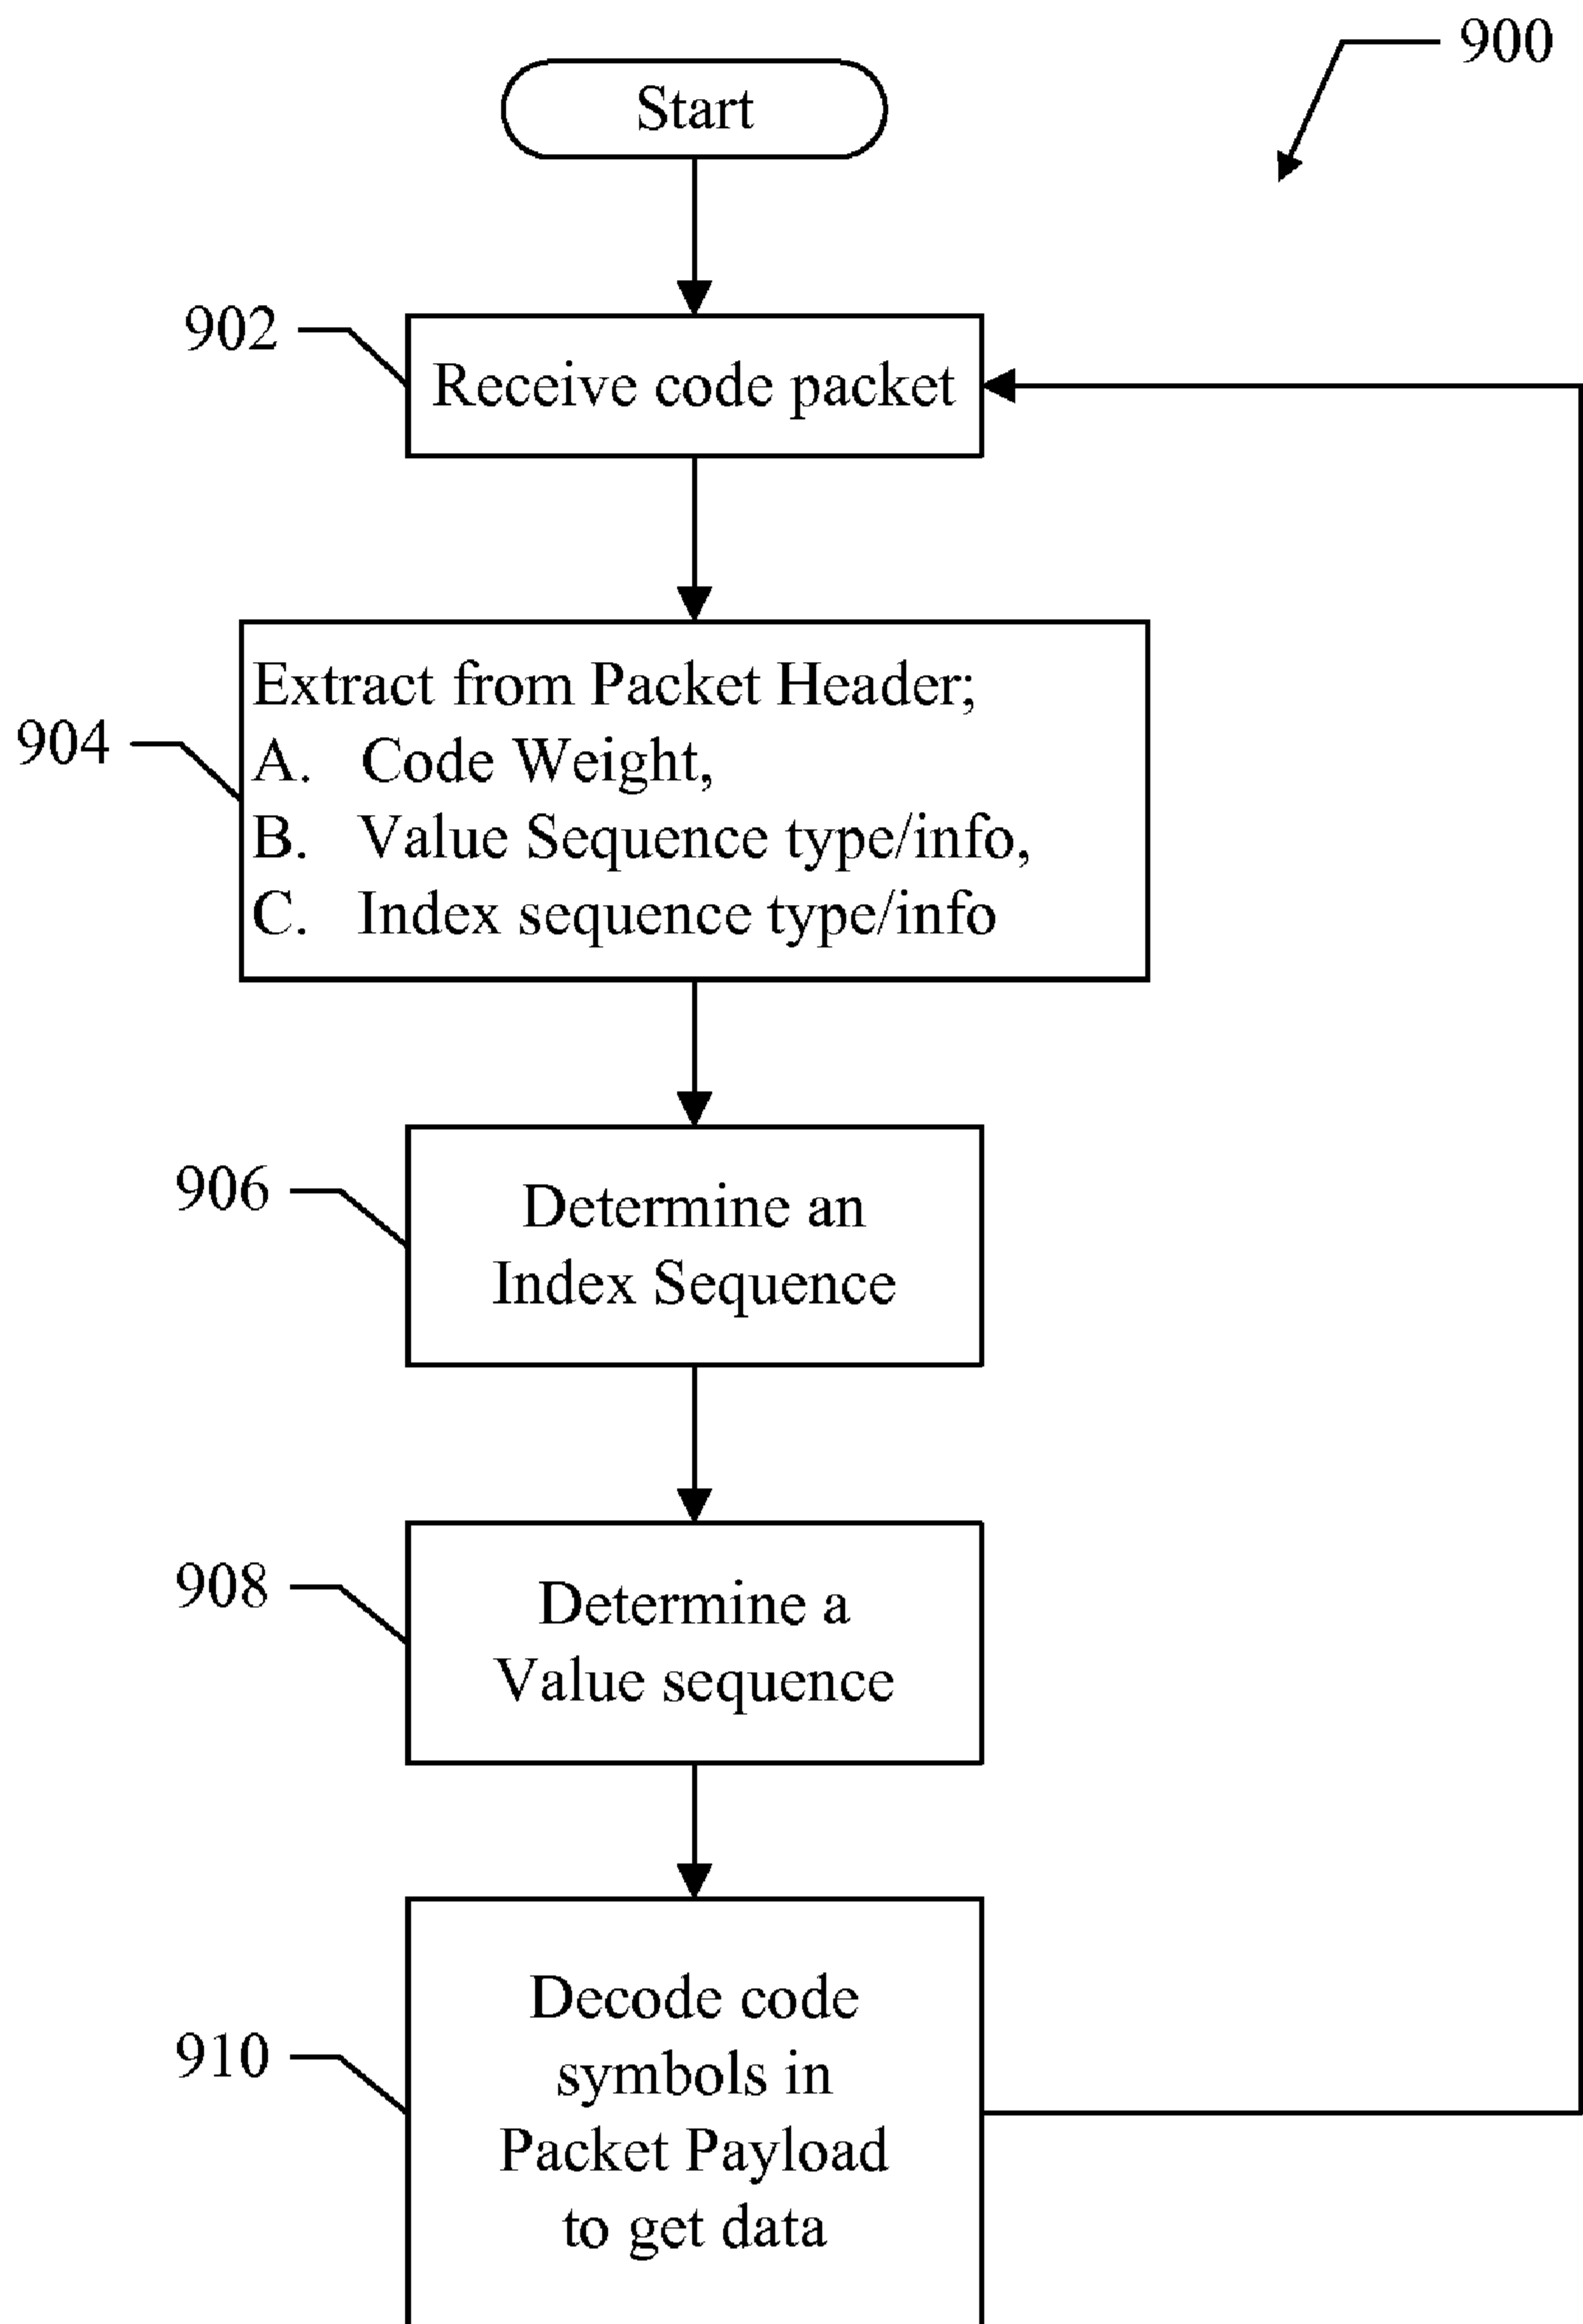 900
Start
902
Receive code packet
904
Extract from Packet Header;
A. Code Weight,
B. Value Sequence type/info,
C. Index sequence type/info
906
Determine an
Index Sequence
908
Determine a
Value sequence
910
Decode code
symbols in
Packet Payload
to get data